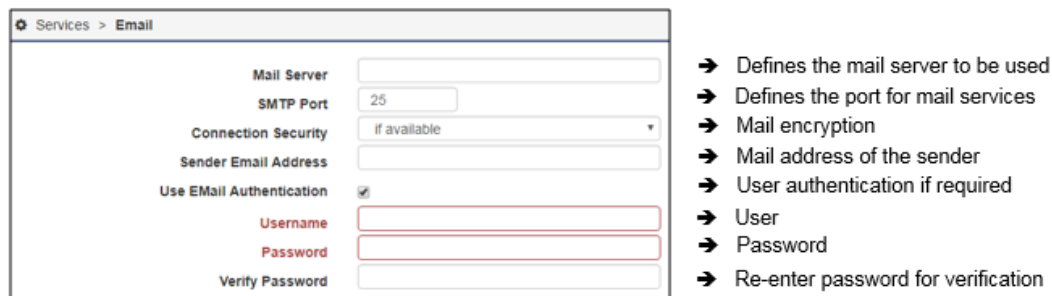 Services > Email
Mail Server → Defines the mail server to be used
SMTP Port 25 → Defines the port for mail services
Connection Security if available → Mail encryption
Sender Email Address → Mail address of the sender
Use EMail Authentication → User authentication if required
Username → User
Password → Password
Verify Password → Re-enter password for verification